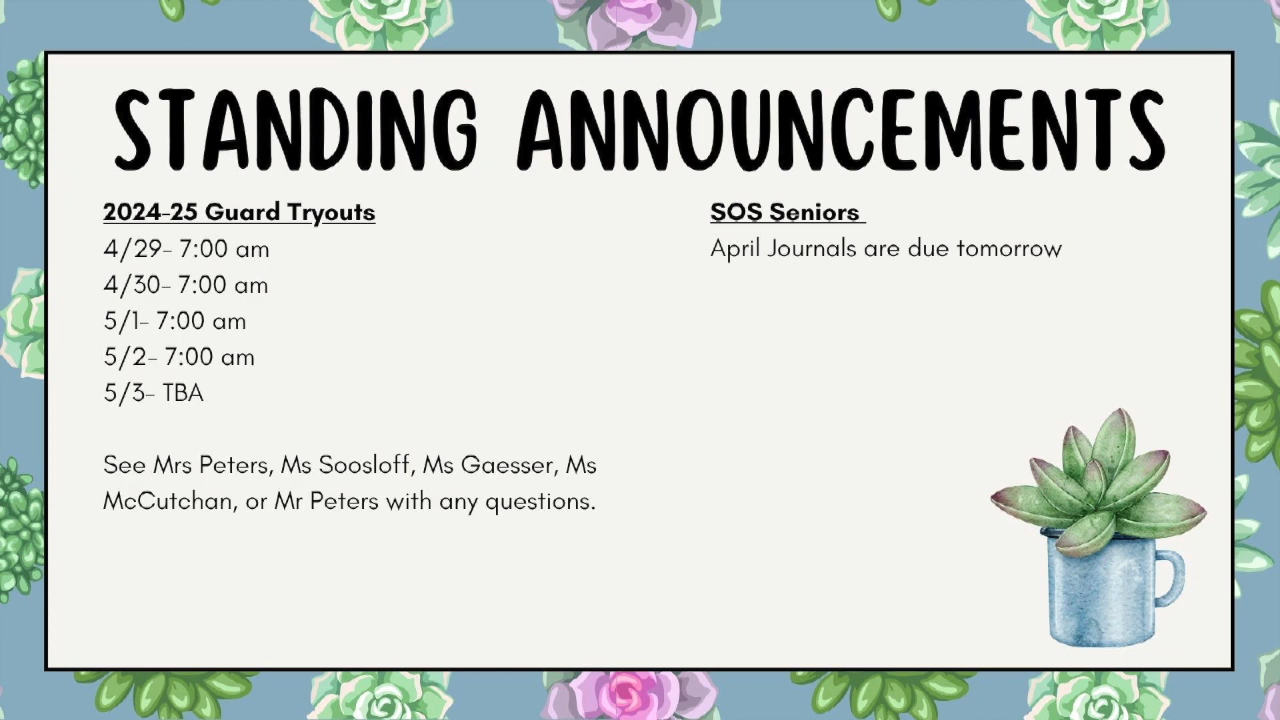 STANDING ANNOUNCEMENTS
2024-25 Guard Tryouts
4/29- 7:00 am
4/30- 7:00 am
5/1- 7:00 am
5/2- 7:00 am
5/3- TBA
See Mrs Peters, Ms Soosloff, Ms Gaesser, Ms
McCutchan, or Mr Peters with any questions.
SOS Seniors
April Journals are due tomorrow